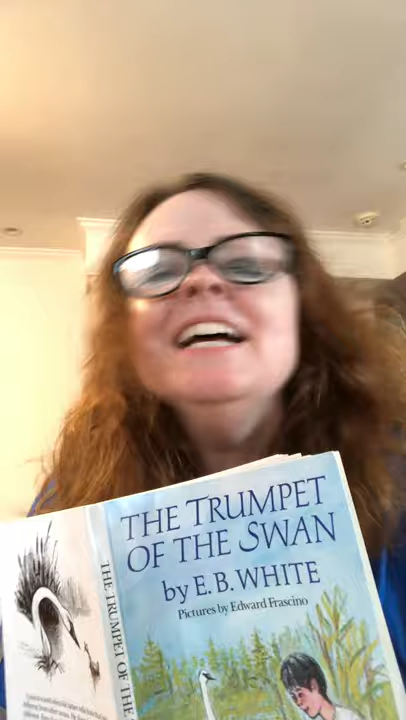 THE TRUMPET
OF THE SWAN
by E. B. WHITE
Pictures by Edward Frascino
THE TRUMPET OF THE